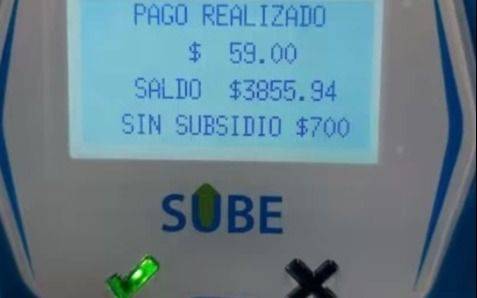 PAGO REALIZADO
$ 59.00
SALDO $3855.94
SIN SUBSIDIO $700
SUBE